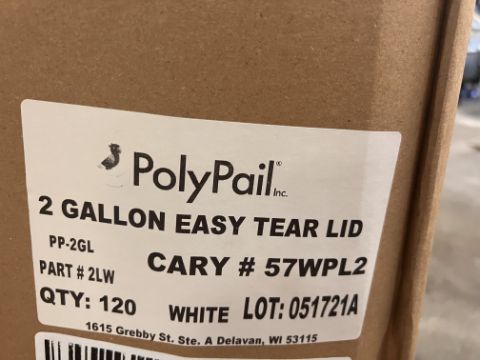 PolyPail® Inc.
2 GALLON EASY TEAR LID
PP-2GL
PART # 2LW CARY # 57WPL2
QTY: 120 WHITE LOT: 051721A
1615 Grebby St. Ste. A Delavan, WI 53115